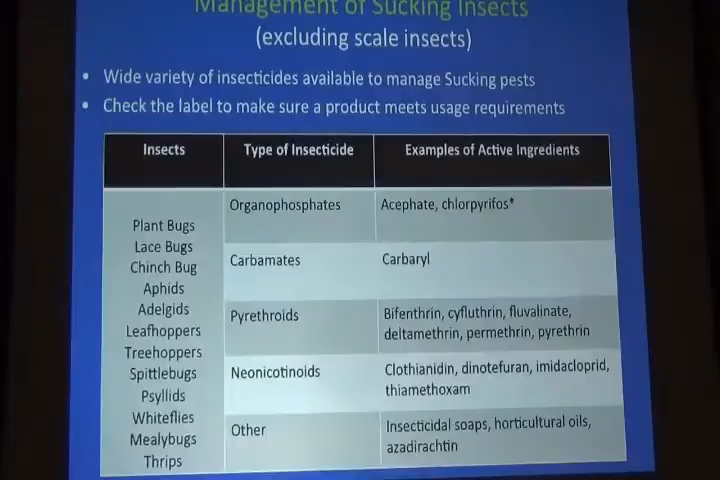 Management of Sucking Insects
(excluding scale insects)
• Wide variety of insecticides available to manage Sucking pests
• Check the label to make sure a product meets usage requirements
Insects
Type of Insecticide
Examples of Active Ingredients
Plant Bugs
Lace Bugs
Chinch Bug
Aphids
Adelgids
Leafhoppers
Treehoppers
Spittlebugs
Psyllids
Whiteflies
Mealybugs
Thrips
Organophosphates
Acephate, chlorpyrifos*
Carbamates
Carbaryl
Pyrethroids
Bifenthrin, cyfluthrin, fluvalinate,
deltamethrin, permethrin, pyrethrin
Neonicotinoids
Clothianidin, dinotefuran, imidacloprid,
thiamethoxam
Other
Insecticidal soaps, horticultural oils,
azadirachtin